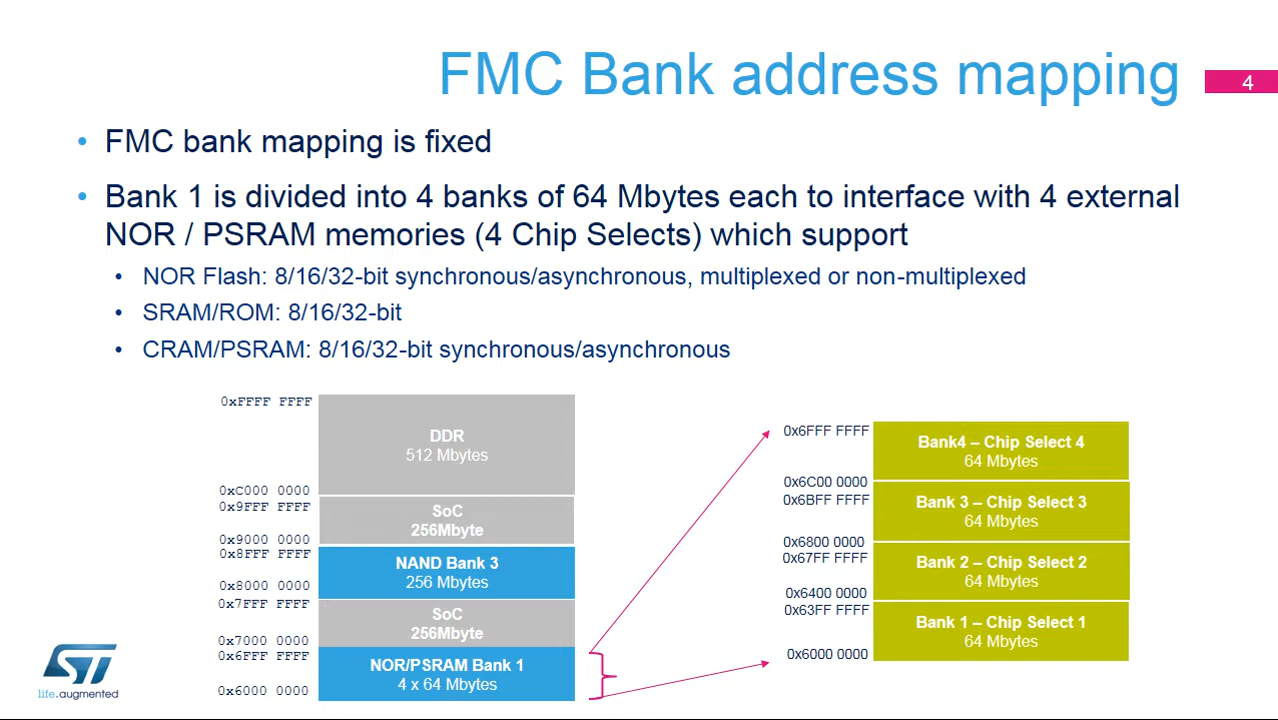 FMC Bank address mapping
4
• FMC bank mapping is fixed
• Bank 1 is divided into 4 banks of 64 Mbytes each to interface with 4 external
NOR / PSRAM memories (4 Chip Selects) which support
• NOR Flash: 8/16/32-bit synchronous/asynchronous, multiplexed or non-multiplexed
• SRAM/ROM: 8/16/32-bit
• CRAM/PSRAM: 8/16/32-bit synchronous/asynchronous
0xFFFF FFFF
DDR
512 Mbytes
0xC000 0000
0x9FFF FFFF
SoC
256Mbyte
0x9000 0000
0x8FFF FFFF
NAND Bank 3
256 Mbytes
0x8000 0000
0x7FFF FFFF
SoC
256Mbyte
0x7000 0000
0x6FFF FFFF
NOR/PSRAM Bank 1
4 x 64 Mbytes
0x6000 0000
0x6FFF FFFF
Bank4 – Chip Select 4
64 Mbytes
0x6C00 0000
0x6BFF FFFF
Bank 3 – Chip Select 3
64 Mbytes
0x6800 0000
0x67FF FFFF
Bank 2 – Chip Select 2
64 Mbytes
0x6400 0000
0x63FF FFFF
Bank 1 – Chip Select 1
64 Mbytes
0x6000 0000
ST
life.augmented